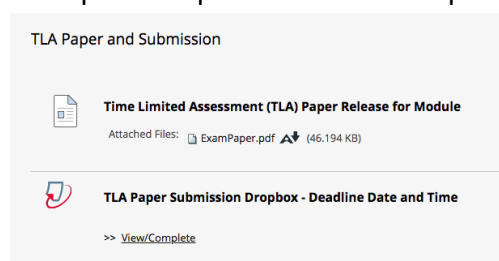 TLA Paper and Submission
Time Limited Assessment (TLA) Paper Release for Module
Attached Files: ExamPaper.pdf (46.194 KB)
TLA Paper Submission Dropbox - Deadline Date and Time
>> View/Complete